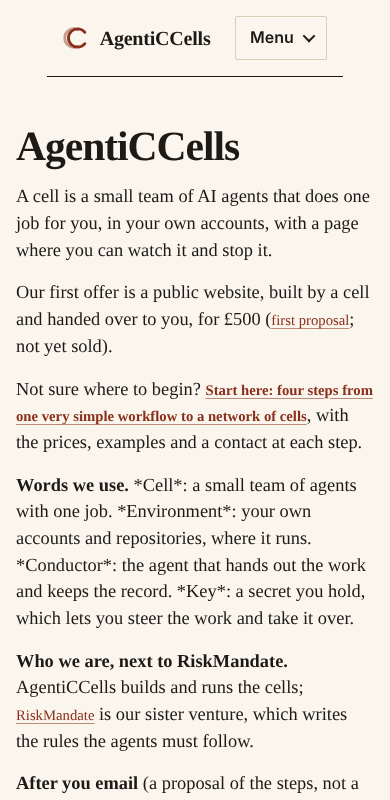 AgentiCCells
Menu
AgentiCCells
A cell is a small team of AI agents that does one
job for you, in your own accounts, with a page
where you can watch it and stop it.
Our first offer is a public website, built by a cell
and handed over to you, for £500 (first proposal;
not yet sold).
Not sure where to begin? Start here: four steps from
one very simple workflow to a network of cells, with
the prices, examples and a contact at each step.
Words we use. *Cell*: a small team of agents
with one job. *Environment*: your own
accounts and repositories, where it runs.
*Conductor*: the agent that hands out the work
and keeps the record. *Key*: a secret you hold,
which lets you steer the work and take it over.
Who we are, next to RiskMandate.
AgentiCCells builds and runs the cells;
RiskMandate is our sister venture, which writes
the rules the agents must follow.
After you email (a proposal of the steps, not a